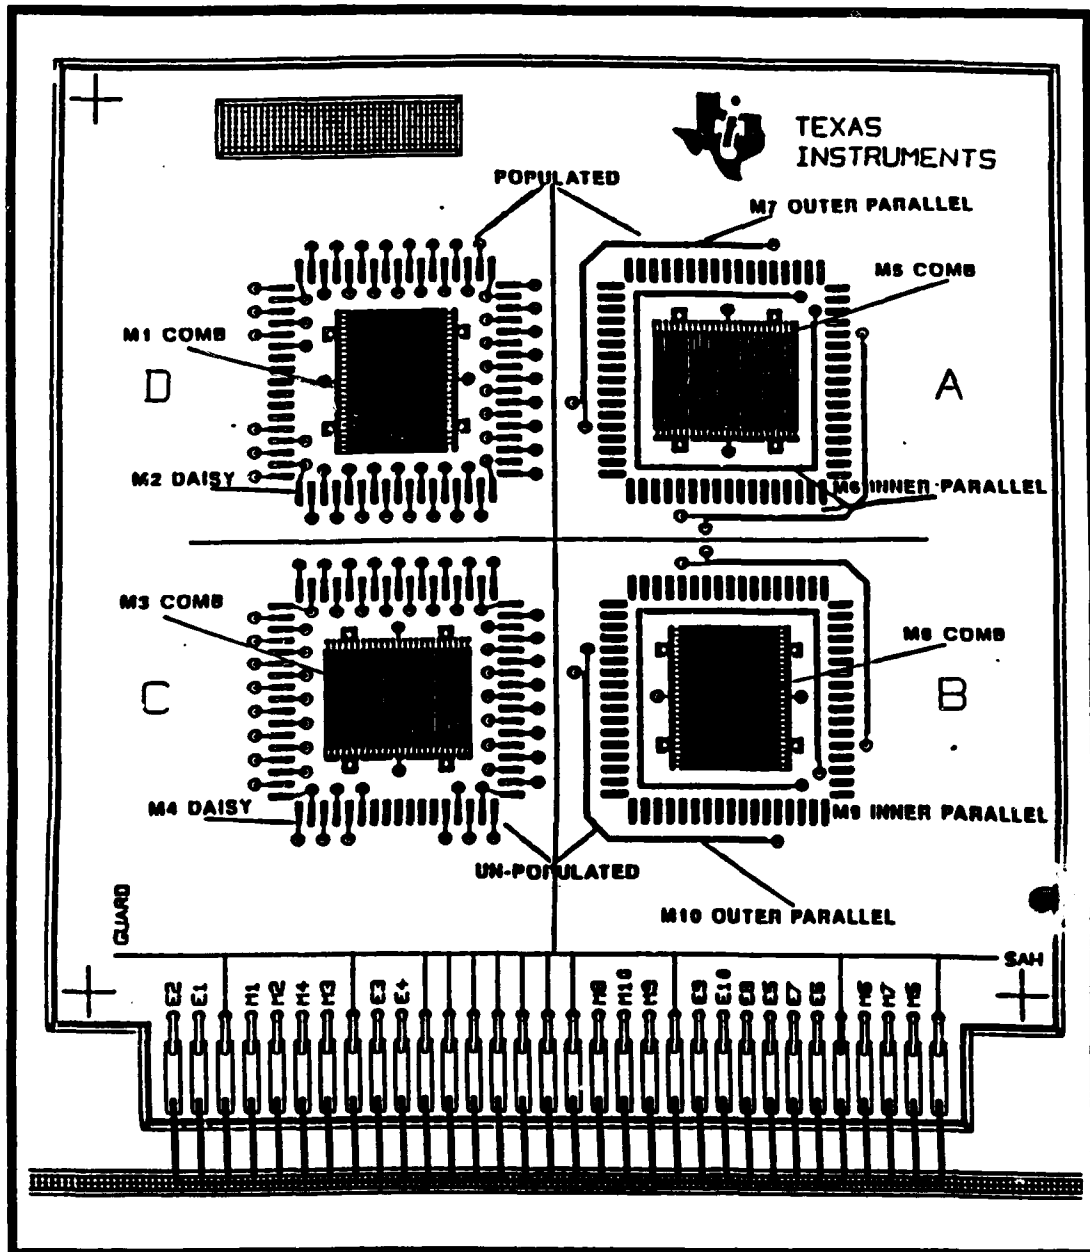 TEXAS
INSTRUMENTS
POPULATED
M7 OUTER PARALLEL
M5 COMB
M1 COMB
D
A
M2 DAISY
M6 INNER PARALLEL
M3 COMB
M8 COMB
C
B
M4 DAISY
M9 INNER PARALLEL
UN-POPULATED
M10 OUTER PARALLEL
GUARD
SAH
E2 E1 M1 M2 M4 M3 E3 E4 M8 M10 M9 E9 E10 E8 E5 E7 E6 M6 M7 M5